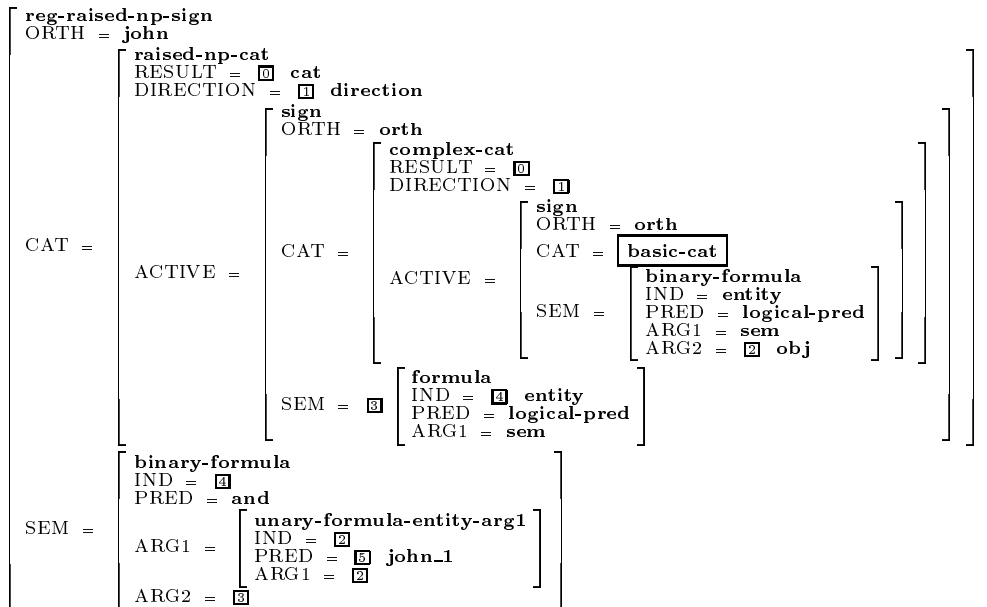 reg-raised-np-sign
ORTH = john
raised-np-cat
RESULT = 0 cat
DIRECTION = 1 direction
sign
ORTH = orth
complex-cat
RESULT = 0
DIRECTION = 1
sign
ORTH = orth
CAT = basic-cat
CAT =
CAT =
ACTIVE =
ACTIVE =
binary-formula
IND = entity
PRED = logical-pred
SEM =
ARG1 = sem
ARG2 = 2 obj
formula
IND = 4 entity
SEM = 3
PRED = logical-pred
ARG1 = sem
binary-formula
IND = 4
PRED = and
unary-formula-entity-arg1
SEM =
IND = 2
ARG1 =
PRED = 5 john_1
ARG1 = 2
ARG2 = 3